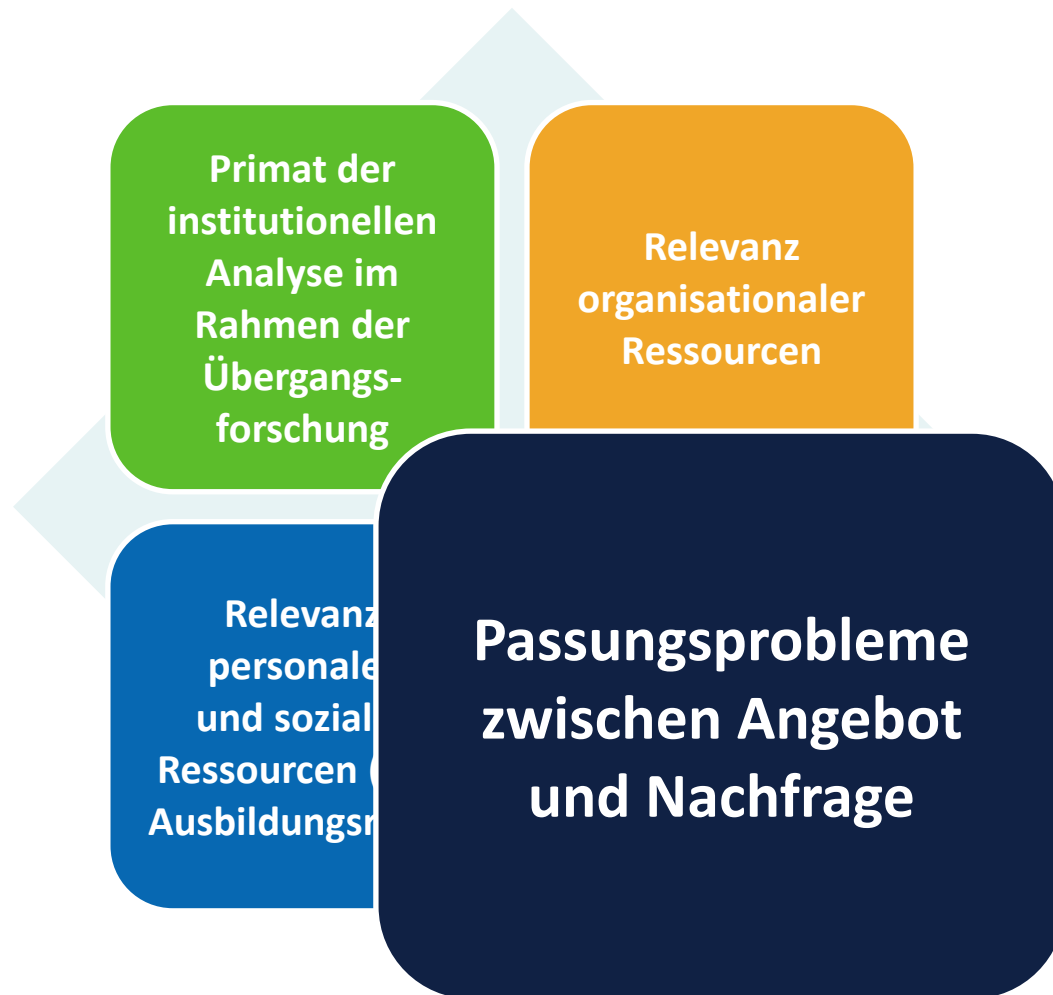 Primat der
institutionellen
Analyse im
Rahmen der
Übergangs-
forschung
Relevanz
organisationaler
Ressourcen
Relevanz
personale
und sozial
Ressourcen (
Passungsprobleme
zwischen Angebot
und Nachfrage